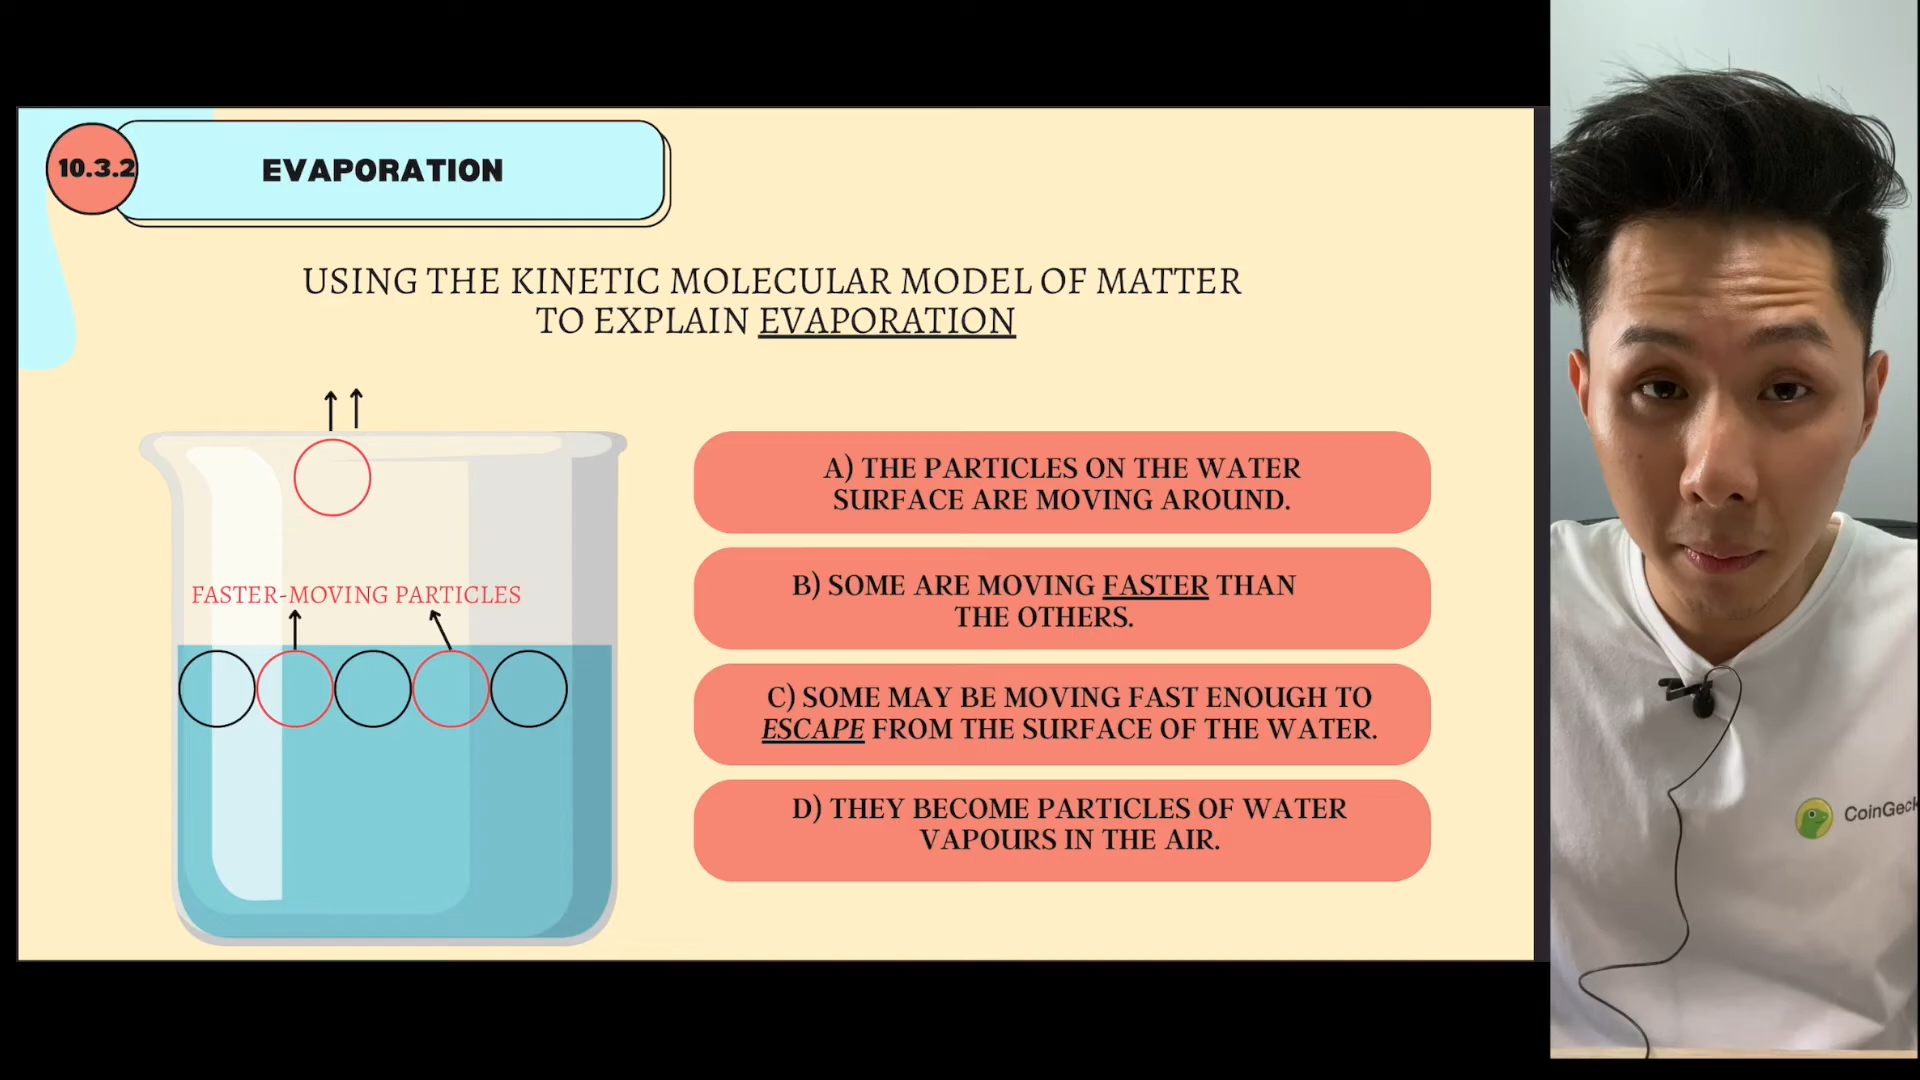 10.3.2
EVAPORATION
USING THE KINETIC MOLECULAR MODEL OF MATTER
TO EXPLAIN EVAPORATION
FASTER-MOVING PARTICLES
A) THE PARTICLES ON THE WATER
SURFACE ARE MOVING AROUND.
B) SOME ARE MOVING FASTER THAN
THE OTHERS.
C) SOME MAY BE MOVING FAST ENOUGH TO
ESCAPE FROM THE SURFACE OF THE WATER.
D) THEY BECOME PARTICLES OF WATER
VAPOURS IN THE AIR.
CoinGeck